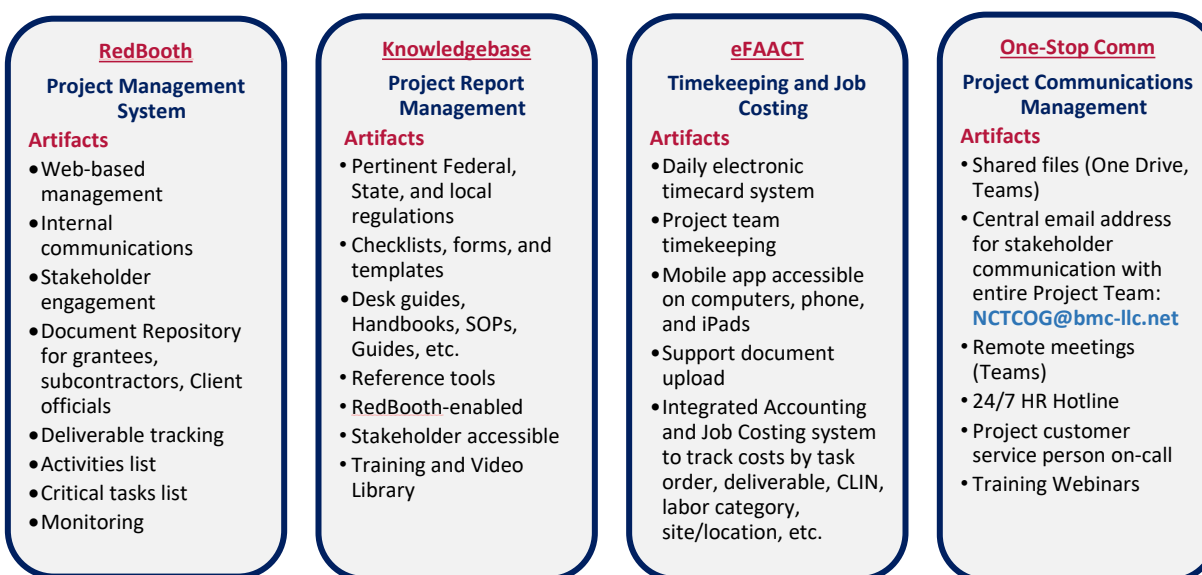 RedBooth
Project Management
System
Artifacts
•Web-based
management
•Internal
communications
•Stakeholder
engagement
•Document Repository
for grantees,
subcontractors, Client
officials
•Deliverable tracking
•Activities list
•Critical tasks list
•Monitoring
Knowledgebase
Project Report
Management
Artifacts
• Pertinent Federal,
State, and local
regulations
• Checklists, forms, and
templates
•Desk guides,
Handbooks, SOPs,
Guides, etc.
• Reference tools
• RedBooth-enabled
• Stakeholder accessible
• Training and Video
Library
eFAACT
Timekeeping and Job
Costing
Artifacts
•Daily electronic
timecard system
•Project team
timekeeping
•Mobile app accessible
on computers, phone,
and iPads
•Support document
upload
•Integrated Accounting
and Job Costing system
to track costs by task
order, deliverable, CLIN,
labor category,
site/location, etc.
One-Stop Comm
Project Communications
Management
Artifacts
• Shared files (One Drive,
Teams)
• Central email address
for stakeholder
communication with
entire Project Team:
NCTCOG@bmc-llc.net
• Remote meetings
(Teams)
• 24/7 HR Hotline
• Project customer
service person on-call
• Training Webinars